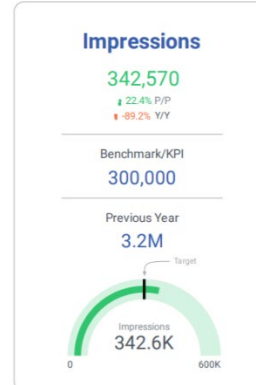 Impressions
342,570
22.4% P/P
-89.2% Y/Y
Benchmark/KPI
300,000
Previous Year
3.2M
Target
Impressions
342.6K
0 600K